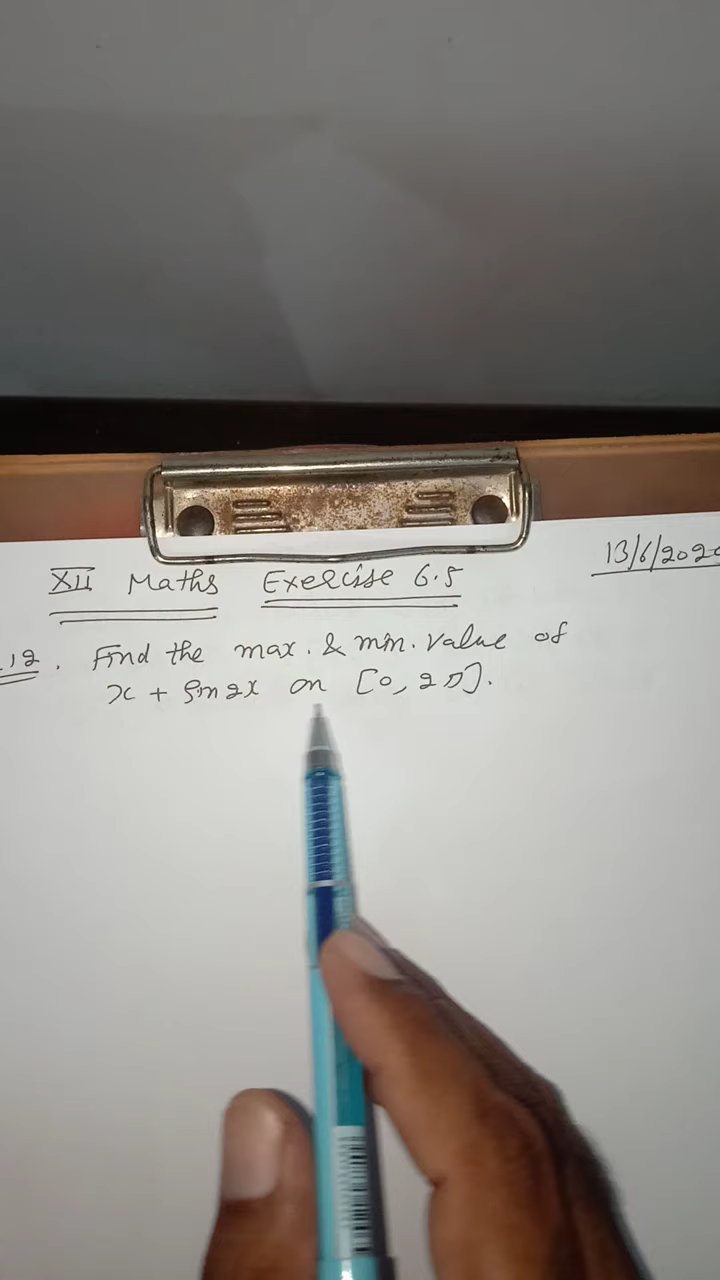 XII Maths Exercise 6.5
13/6/2020
12. Find the max. & min. value of
x + sin2x on [0, 2π].